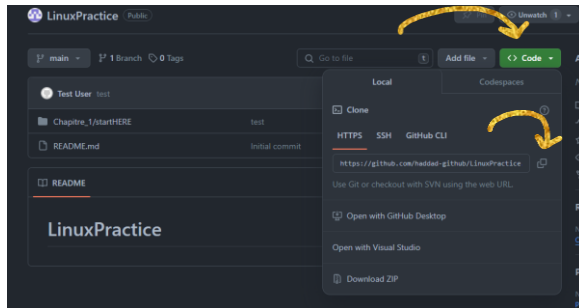 LinuxPractice Public
Unwatch 1
main 1 Branch 0 Tags
Go to file t
Add file
<> Code
Test User test
Chapitre_1/startHERE test
README.md Initial commit
README
LinuxPractice
Local Codespaces
Clone
HTTPS SSH GitHub CLI
https://github.com/haddad-github/LinuxPractice
Use Git or checkout with SVN using the web URL.
Open with GitHub Desktop
Open with Visual Studio
Download ZIP